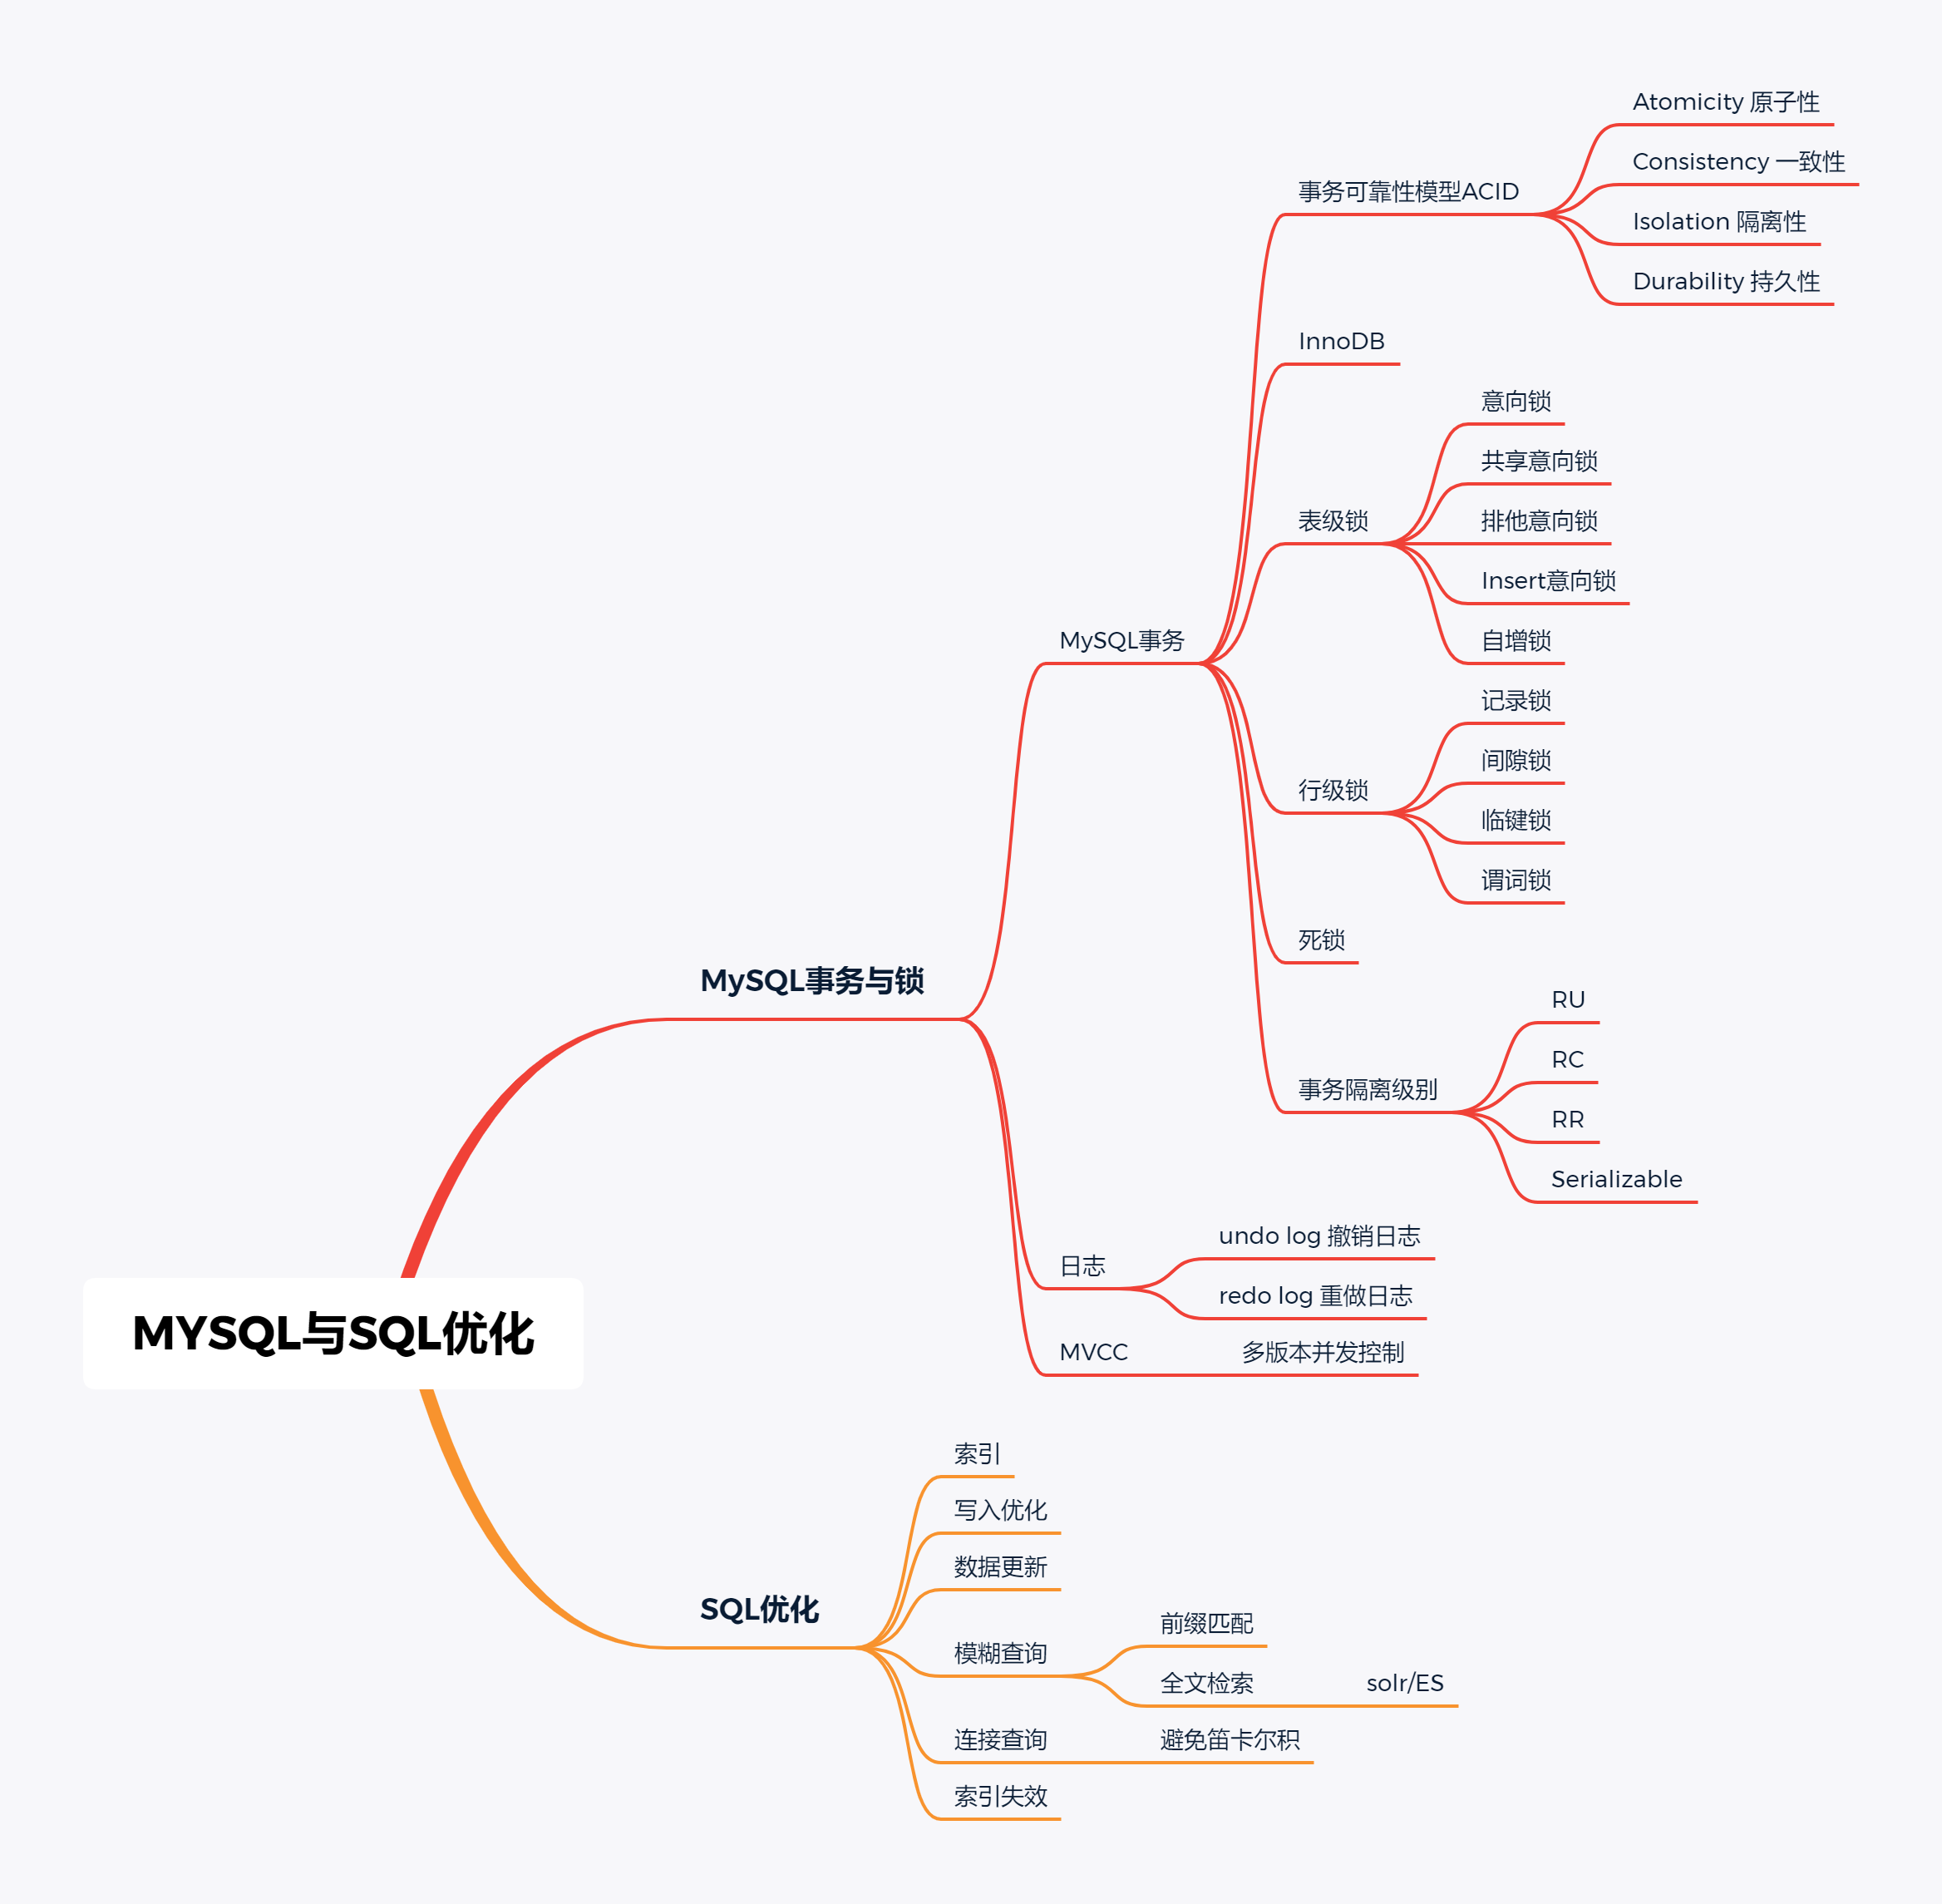 MYSQL与SQL优化
MySQL事务与锁
MySQL事务
事务可靠性模型ACID
Atomicity 原子性
Consistency 一致性
Isolation 隔离性
Durability 持久性
InnoDB
表级锁
意向锁
共享意向锁
排他意向锁
Insert意向锁
自增锁
行级锁
记录锁
间隙锁
临键锁
谓词锁
死锁
事务隔离级别
RU
RC
RR
Serializable
日志
undo log 撤销日志
redo log 重做日志
MVCC
多版本并发控制
SQL优化
索引
写入优化
数据更新
模糊查询
前缀匹配
全文检索
solr/ES
连接查询
避免笛卡尔积
索引失效